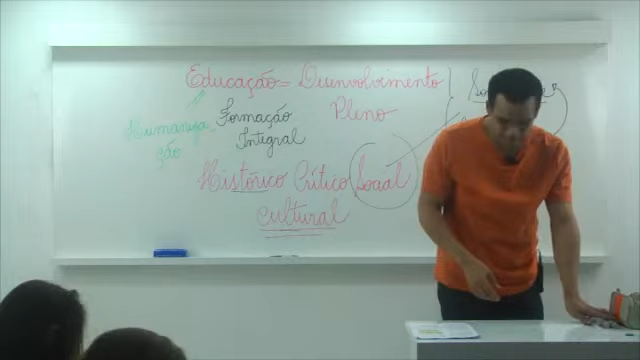 Educação = Desenvolvimento
Pleno
Formação
Integral
Humaniza
ção
Histórico Crítico Social
cultural